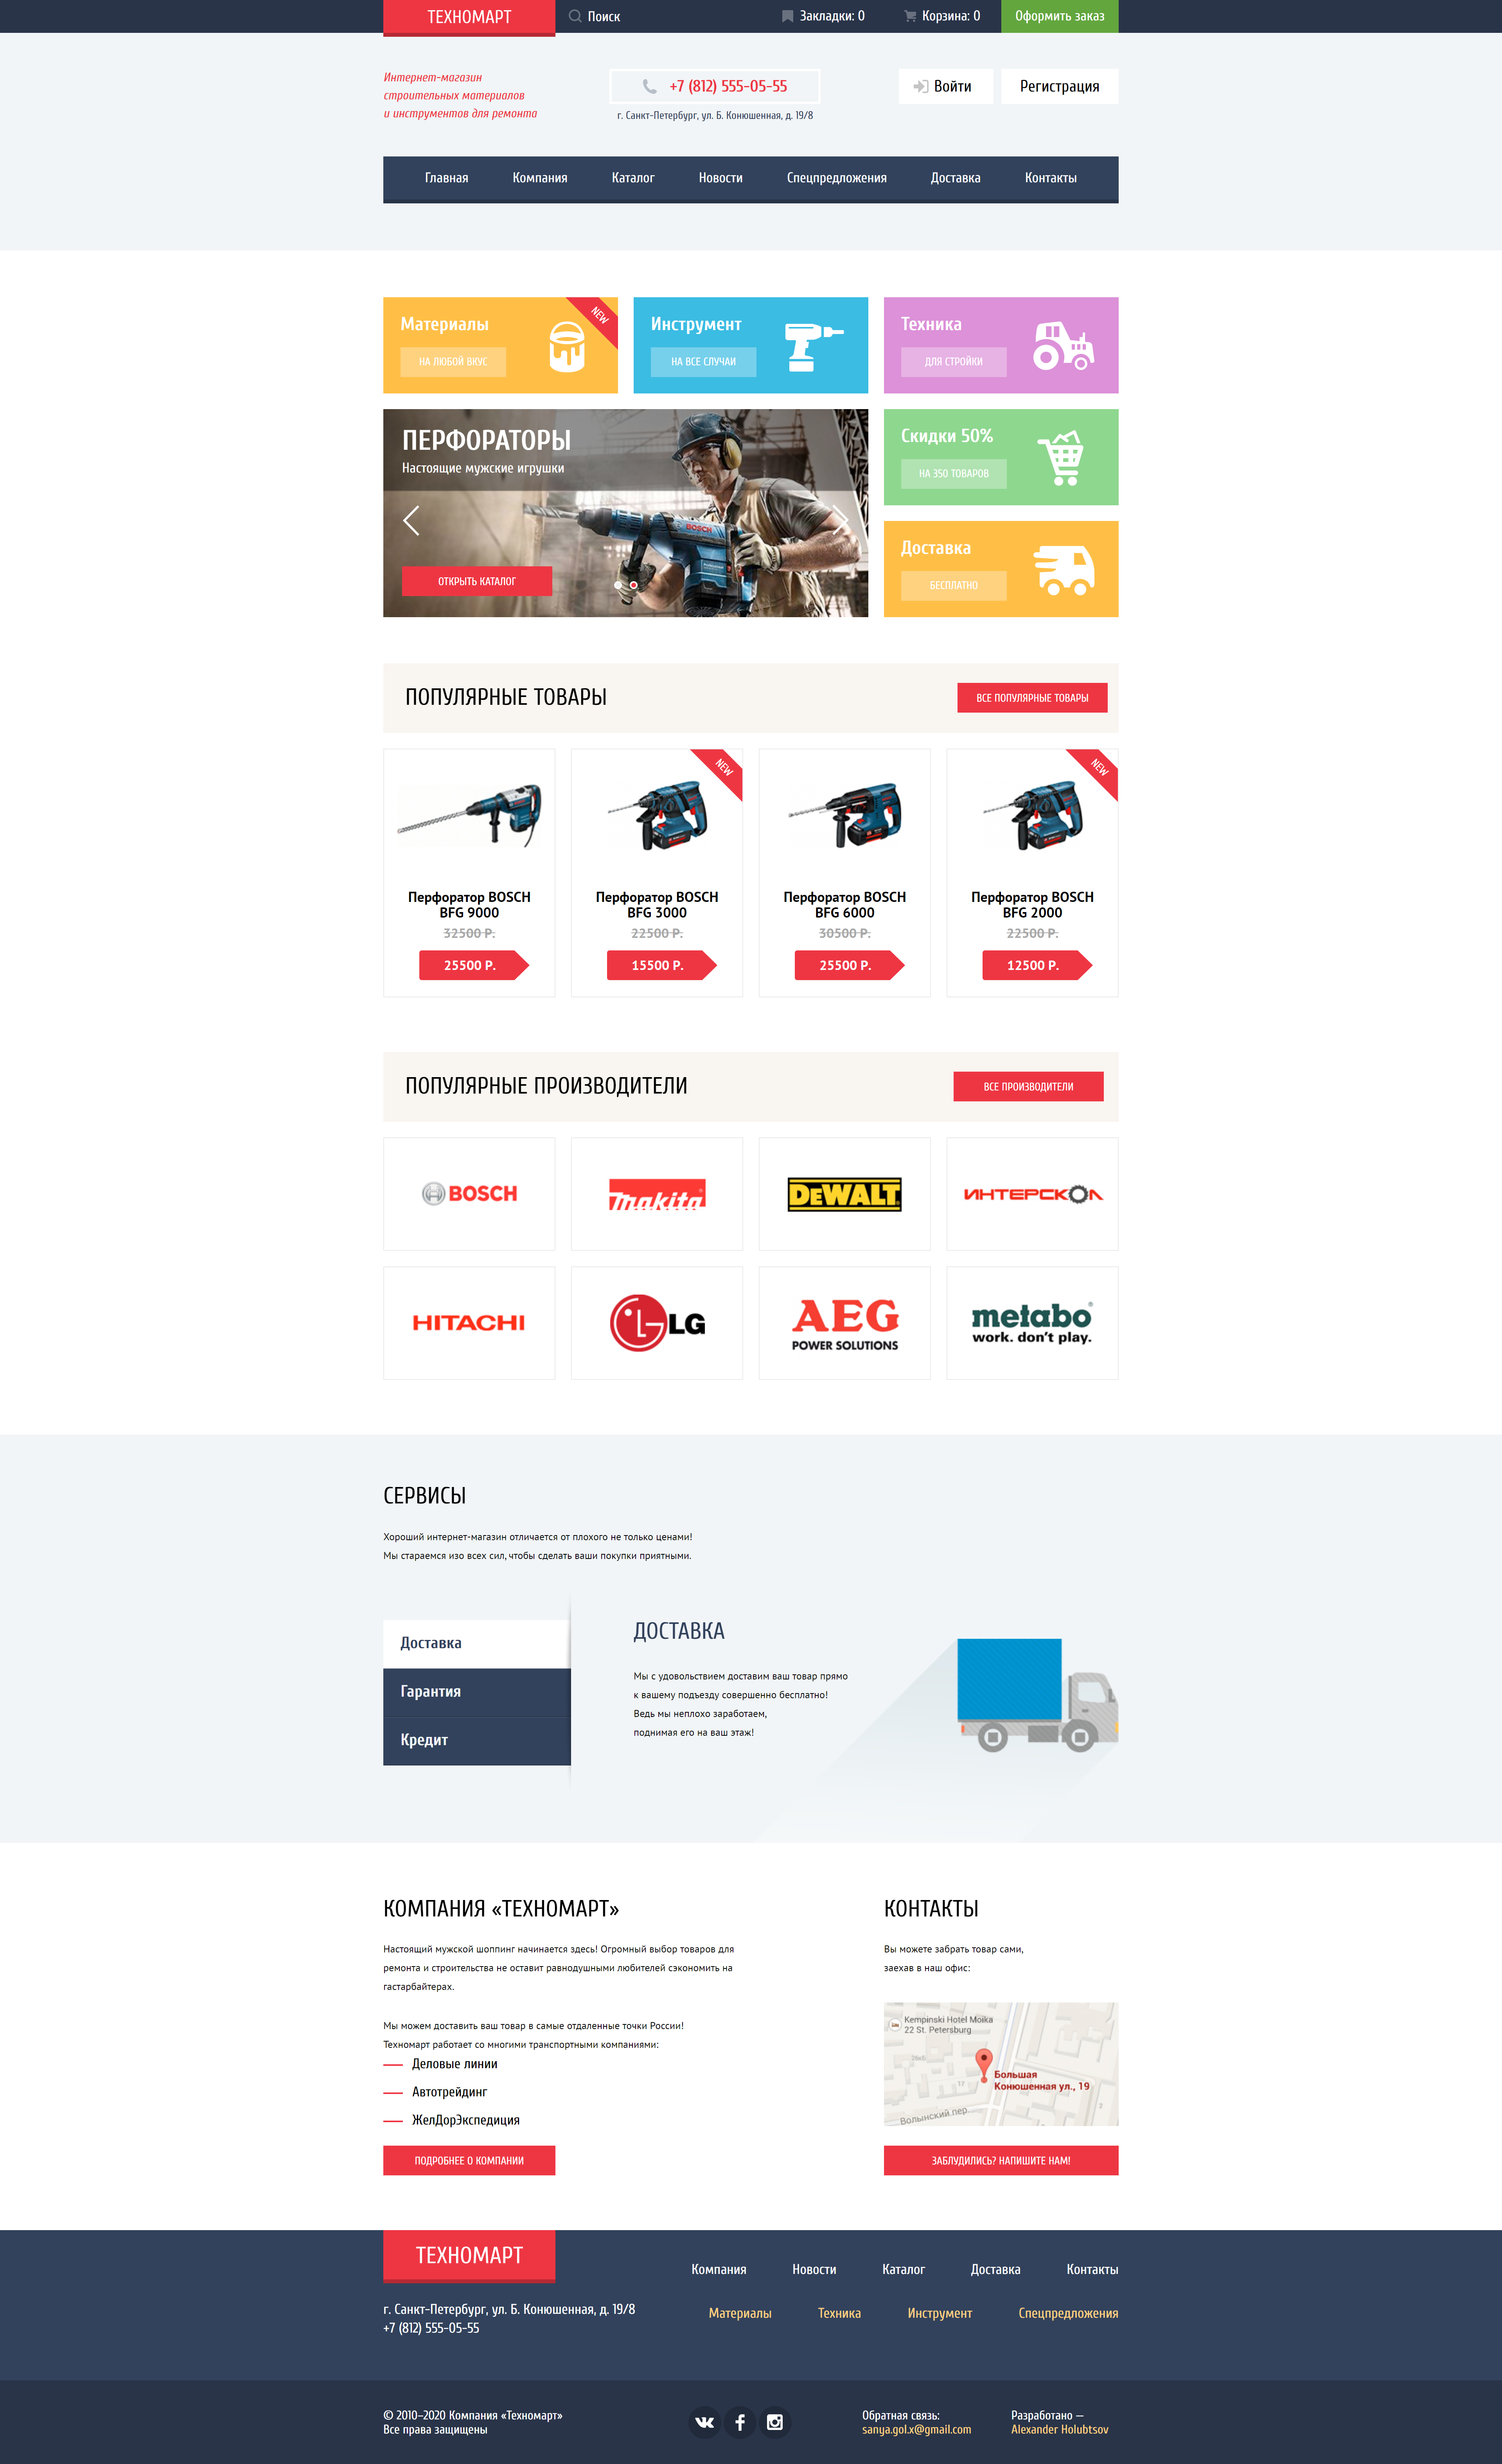 ТЕХНОМАРТ
Поиск
Закладки: 0
Корзина: 0
Оформить заказ
Интернет-магазин
строительных материалов
и инструментов для ремонта
+7 (812) 555-05-55
г. Санкт-Петербург, ул. Б. Конюшенная, д. 19/8
Войти
Регистрация
Главная
Компания
Каталог
Новости
Спецпредложения
Доставка
Контакты
Материалы
НА ЛЮБОЙ ВКУС
NEW
Инструмент
НА ВСЕ СЛУЧАИ
Техника
ДЛЯ СТРОЙКИ
ПЕРФОРАТОРЫ
Настоящие мужские игрушки
BOSCH
ОТКРЫТЬ КАТАЛОГ
Скидки 50%
НА 350 ТОВАРОВ
Доставка
БЕСПЛАТНО
ПОПУЛЯРНЫЕ ТОВАРЫ
ВСЕ ПОПУЛЯРНЫЕ ТОВАРЫ
Перфоратор BOSCH
BFG 9000
32500 Р.
25500 Р.
NEW
Перфоратор BOSCH
BFG 3000
22500 Р.
15500 Р.
Перфоратор BOSCH
BFG 6000
30500 Р.
25500 Р.
NEW
Перфоратор BOSCH
BFG 2000
22500 Р.
12500 Р.
ПОПУЛЯРНЫЕ ПРОИЗВОДИТЕЛИ
ВСЕ ПРОИЗВОДИТЕЛИ
BOSCH
makita
DEWALT
ИНТЕРСКОЛ
HITACHI
LG
AEG
POWER SOLUTIONS
metabo®
work. don't play.
СЕРВИСЫ
Хороший интернет-магазин отличается от плохого не только ценами!
Мы стараемся изо всех сил, чтобы сделать ваши покупки приятными.
Доставка
Гарантия
Кредит
ДОСТАВКА
Мы с удовольствием доставим ваш товар прямо
к вашему подъезду совершенно бесплатно!
Ведь мы неплохо заработаем,
поднимая его на ваш этаж!
КОМПАНИЯ «ТЕХНОМАРТ»
Настоящий мужской шоппинг начинается здесь! Огромный выбор товаров для
ремонта и строительства не оставит равнодушными любителей сэкономить на
гастарбайтерах.
Мы можем доставить ваш товар в самые отдаленные точки России!
Техномарт работает со многими транспортными компаниями:
Деловые линии
Автотрейдинг
ЖелДорЭкспедиция
ПОДРОБНЕЕ О КОМПАНИИ
КОНТАКТЫ
Вы можете забрать товар сами,
заехав в наш офис:
Kempinski Hotel Moika
22 St. Petersburg
17
Большая
Конюшенная ул., 19
3
Волынский пер.
ЗАБЛУДИЛИСЬ? НАПИШИТЕ НАМ!
ТЕХНОМАРТ
г. Санкт-Петербург, ул. Б. Конюшенная, д. 19/8
+7 (812) 555-05-55
Компания
Новости
Каталог
Доставка
Контакты
Материалы
Техника
Инструмент
Спецпредложения
© 2010–2020 Компания «Техномарт»
Все права защищены
Обратная связь:
sanya.gol.x@gmail.com
Разработано —
Alexander Holubtsov